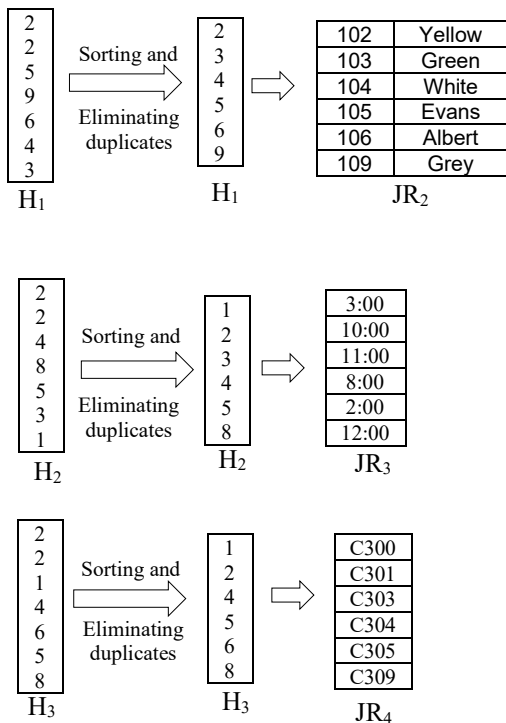 2
2
5
9
6
4
3
H1
Sorting and
Eliminating
duplicates
2
3
4
5
6
9
H1
102 Yellow
103 Green
104 White
105 Evans
106 Albert
109 Grey
JR2
2
2
4
8
5
3
1
H2
Sorting and
Eliminating
duplicates
1
2
3
4
5
8
H2
3:00
10:00
11:00
8:00
2:00
12:00
JR3
2
2
1
4
6
5
8
H3
Sorting and
Eliminating
duplicates
1
2
4
5
6
8
H3
C300
C301
C303
C304
C305
C309
JR4